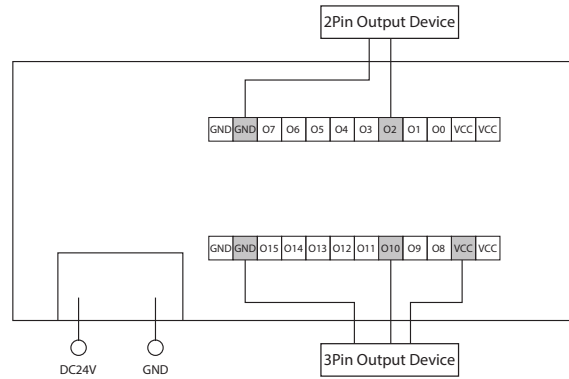 2Pin Output Device
GND GND O7 O6 O5 O4 O3 O2 O1 O0 VCC VCC
GND GND O15 O14 O13 O12 O11 O10 O9 O8 VCC VCC
DC24V GND
3Pin Output Device